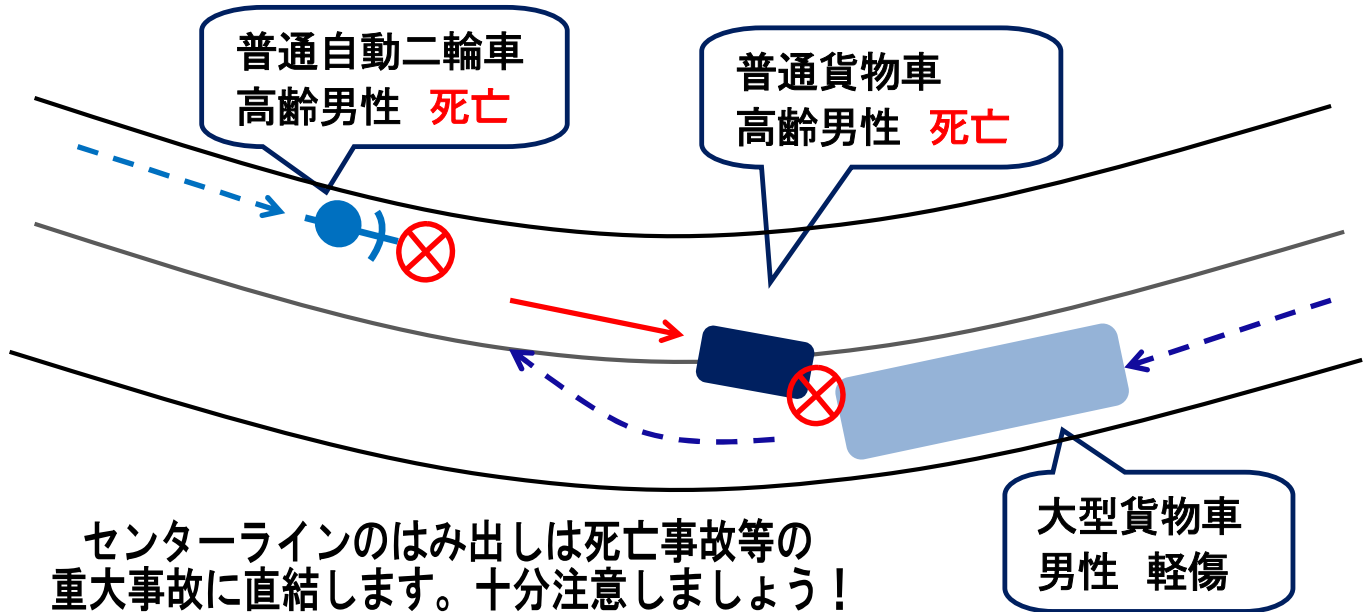 普通自動二輪車
高齢男性 死亡
普通貨物車
高齢男性 死亡
大型貨物車
男性 軽傷
センターラインのはみ出しは死亡事故等の
重大事故に直結します。十分注意しましょう！